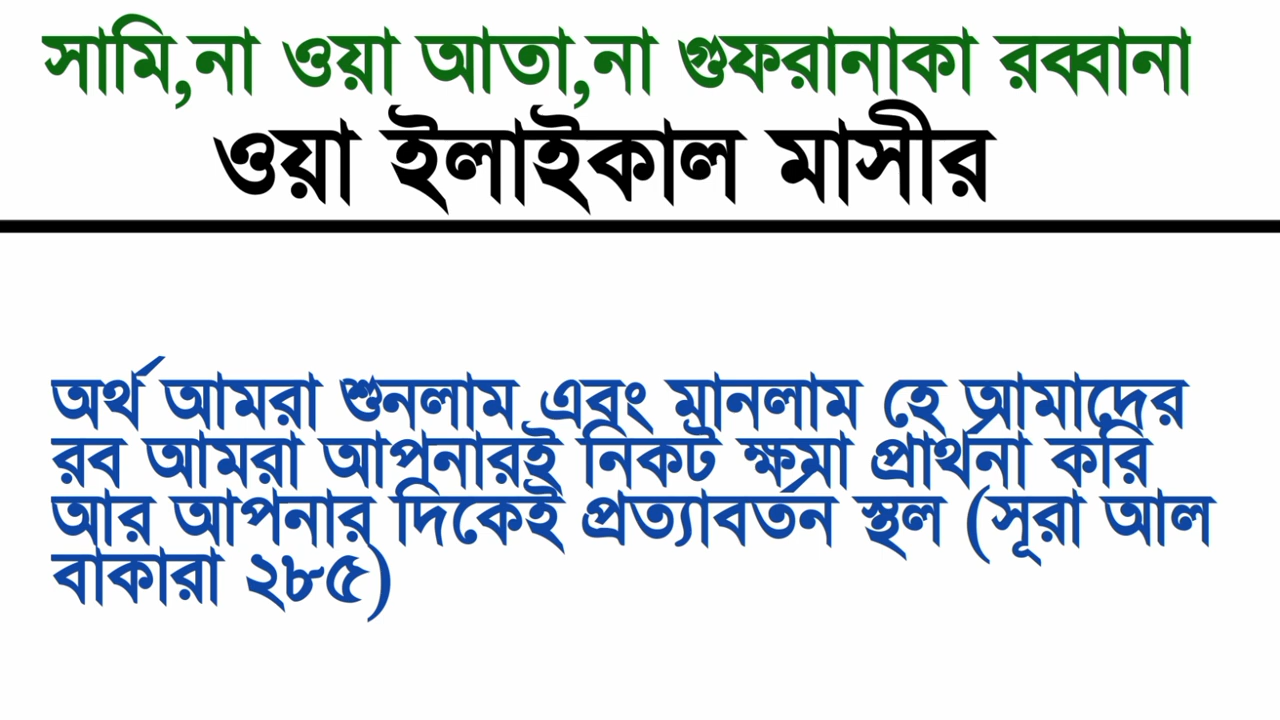 সামি,না ওয়া আতা,না গুফরানাকা রব্বানা
ওয়া ইলাইকাল মাসীর
অর্থ আমরা শুনলাম এবং মানলাম হে আমাদের
রব আমরা আপনারই নিকট ক্ষমা প্রার্থনা করি
আর আপনার দিকেই প্রত্যাবর্তন স্থল (সূরা আল
বাকারা ২৮৫)